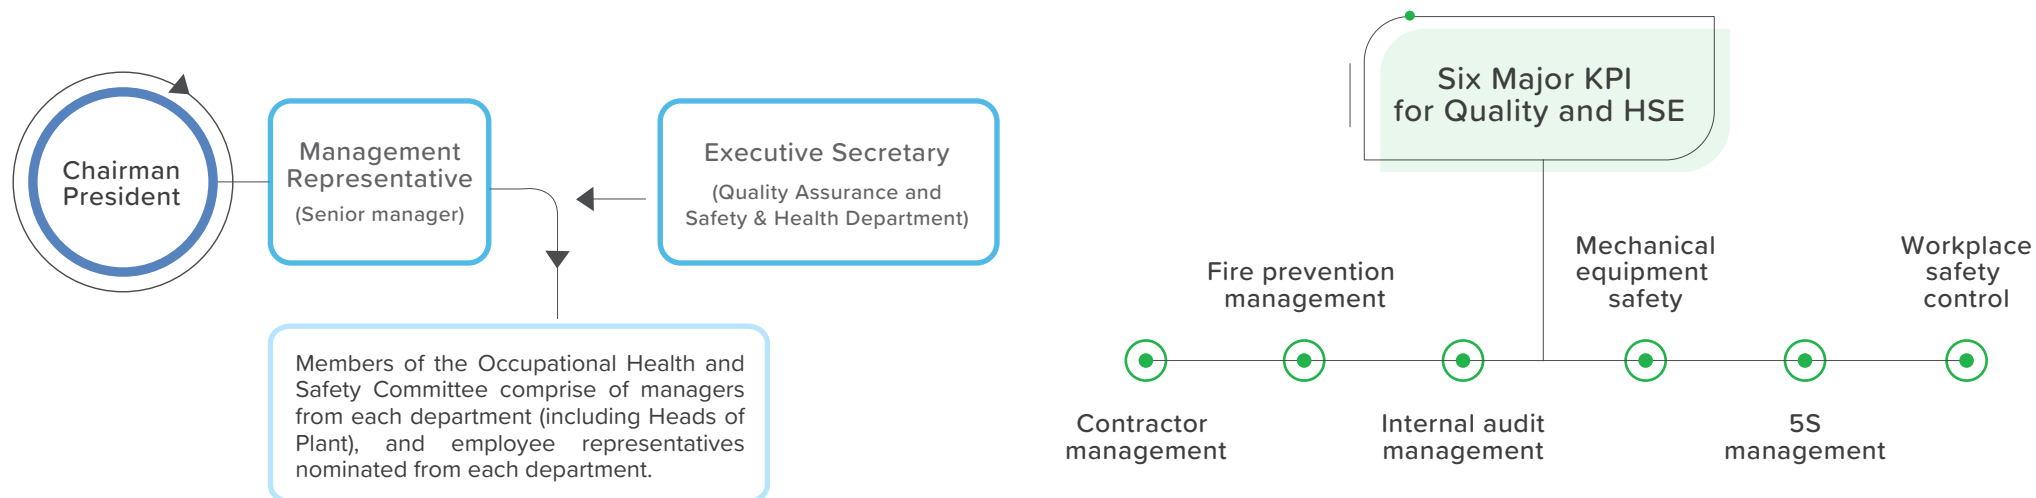 Chairman
President
Management
Representative
(Senior manager)
Executive Secretary
(Quality Assurance and
Safety & Health Department)
Members of the Occupational Health and
Safety Committee comprise of managers
from each department (including Heads of
Plant), and employee representatives
nominated from each department.
Six Major KPI
for Quality and HSE
Contractor
management
Fire prevention
management
Internal audit
management
Mechanical
equipment
safety
5S
management
Workplace
safety
control